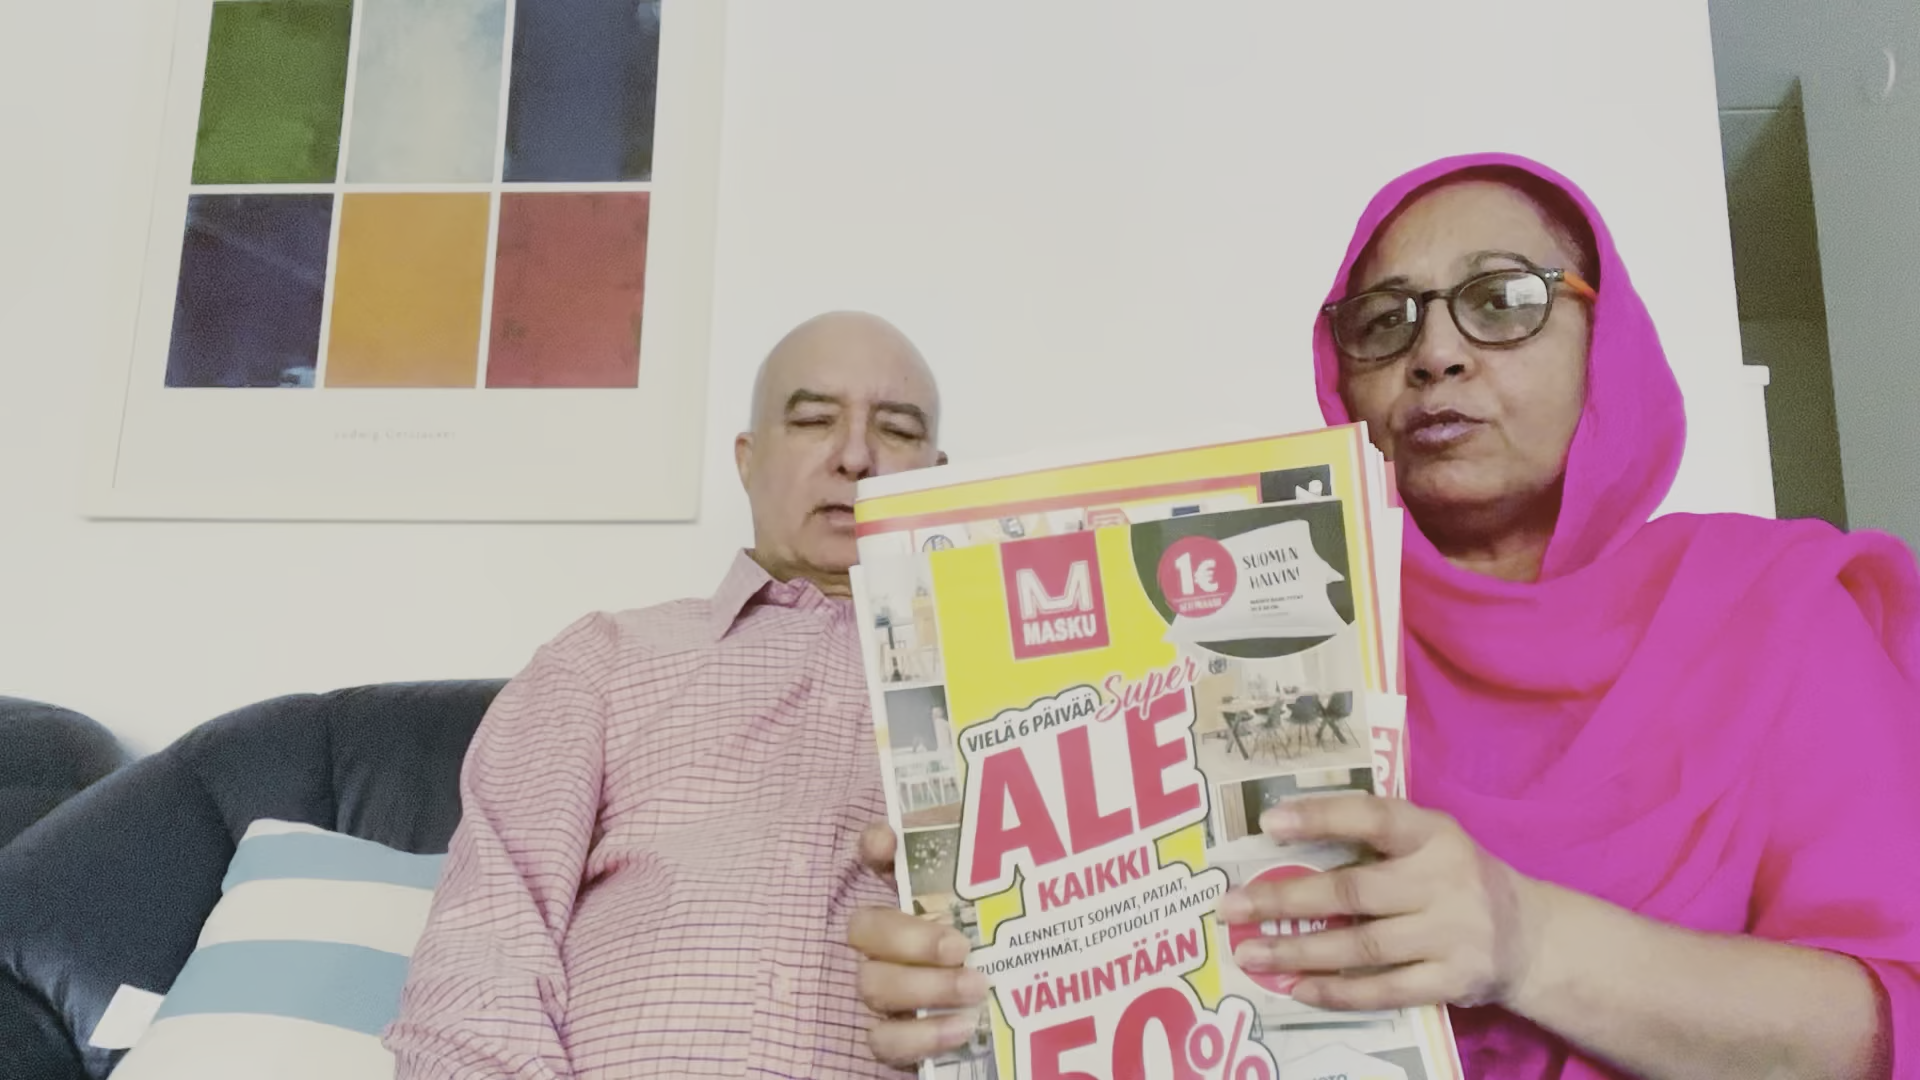 1€
SUOMEN
HALVIN!
MASKU
VIELÄ 6 PÄIVÄÄ Super
ALE
KAIKKI
ALENNETUT SOHVAT, PATJAT,
RUOKARYHMÄT, LEPOTUOLIT JA MATOT
VÄHINTÄÄN
50%